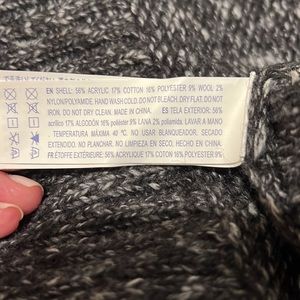 EN SHELL: 56% ACRYLIC 17% COTTON 16% POLYESTER 9% WOOL 2%
NYLON/POLYAMIDE. HAND WASH COLD. DO NOT BLEACH. DRY FLAT. DO NOT
IRON. DO NOT DRY CLEAN. MADE IN CHINA. ES TELA EXTERIOR: 56%
acrílico 17% ALGODÓN 16% poliéster 9% LANA 2% poliamida. LAVAR A MANO
. TEMPERATURA MÁXIMA 40 ºC. NO USAR BLANQUEADOR. SECADO
EXTENDIDO. NO PLANCHAR. NO LIMPIEZA EN SECO. HECHO EN CHINA.
FR ÉTOFFE EXTÉRIEURE: 56% ACRYLIQUE 17% COTON 16% POLYESTER 9%